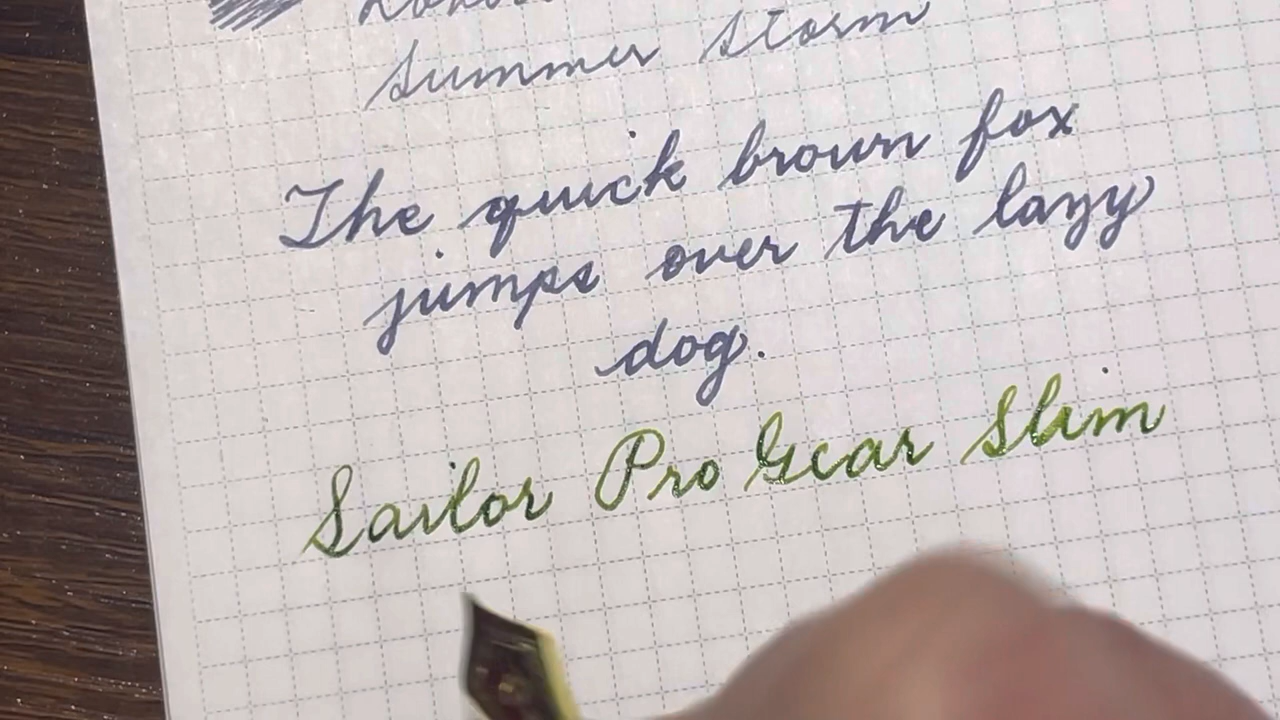 Summer Storm
The quick brown fox
jumps over the lazy
dog.
Sailor Pro Gear Slim